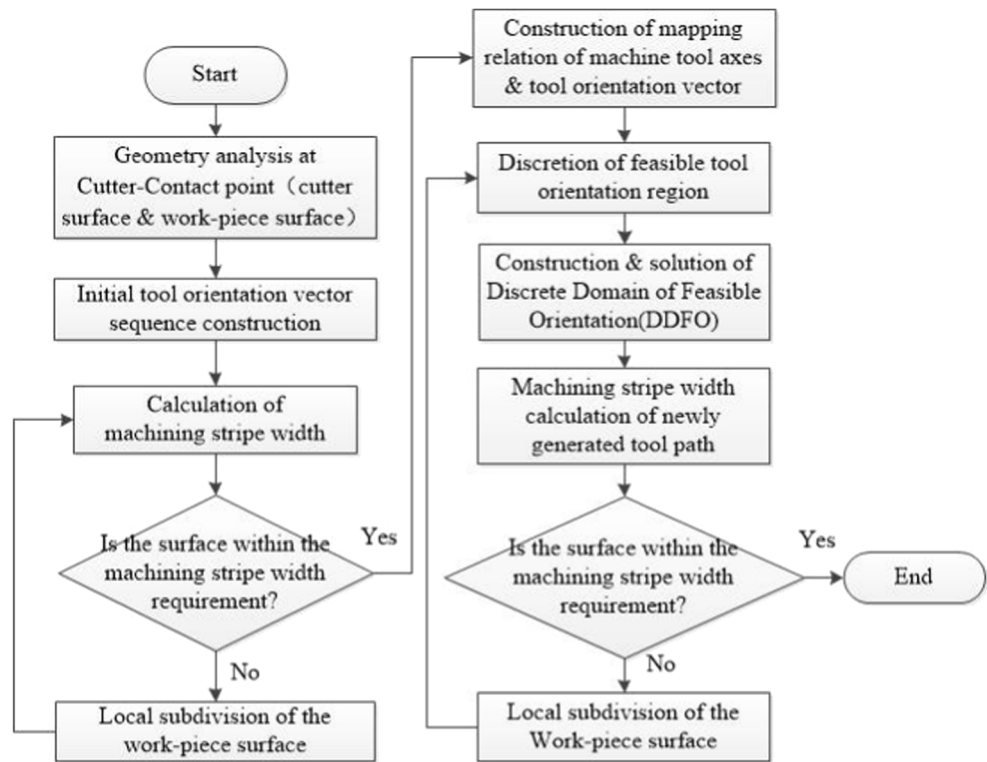 Start
Geometry analysis at
Cutter-Contact point（cutter
surface & work-piece surface）
Initial tool orientation vector
sequence construction
Calculation of
machining stripe width
Is the surface within the
machining stripe width
requirement?
Yes
No
Local subdivision of the
work-piece surface
Construction of mapping
relation of machine tool axes
& tool orientation vector
Discretion of feasible tool
orientation region
Construction & solution of
Discrete Domain of Feasible
Orientation(DDFO)
Machining stripe width
calculation of newly
generated tool path
Is the surface within the
machining stripe width
requirement?
Yes
End
No
Local subdivision of the
Work-piece surface